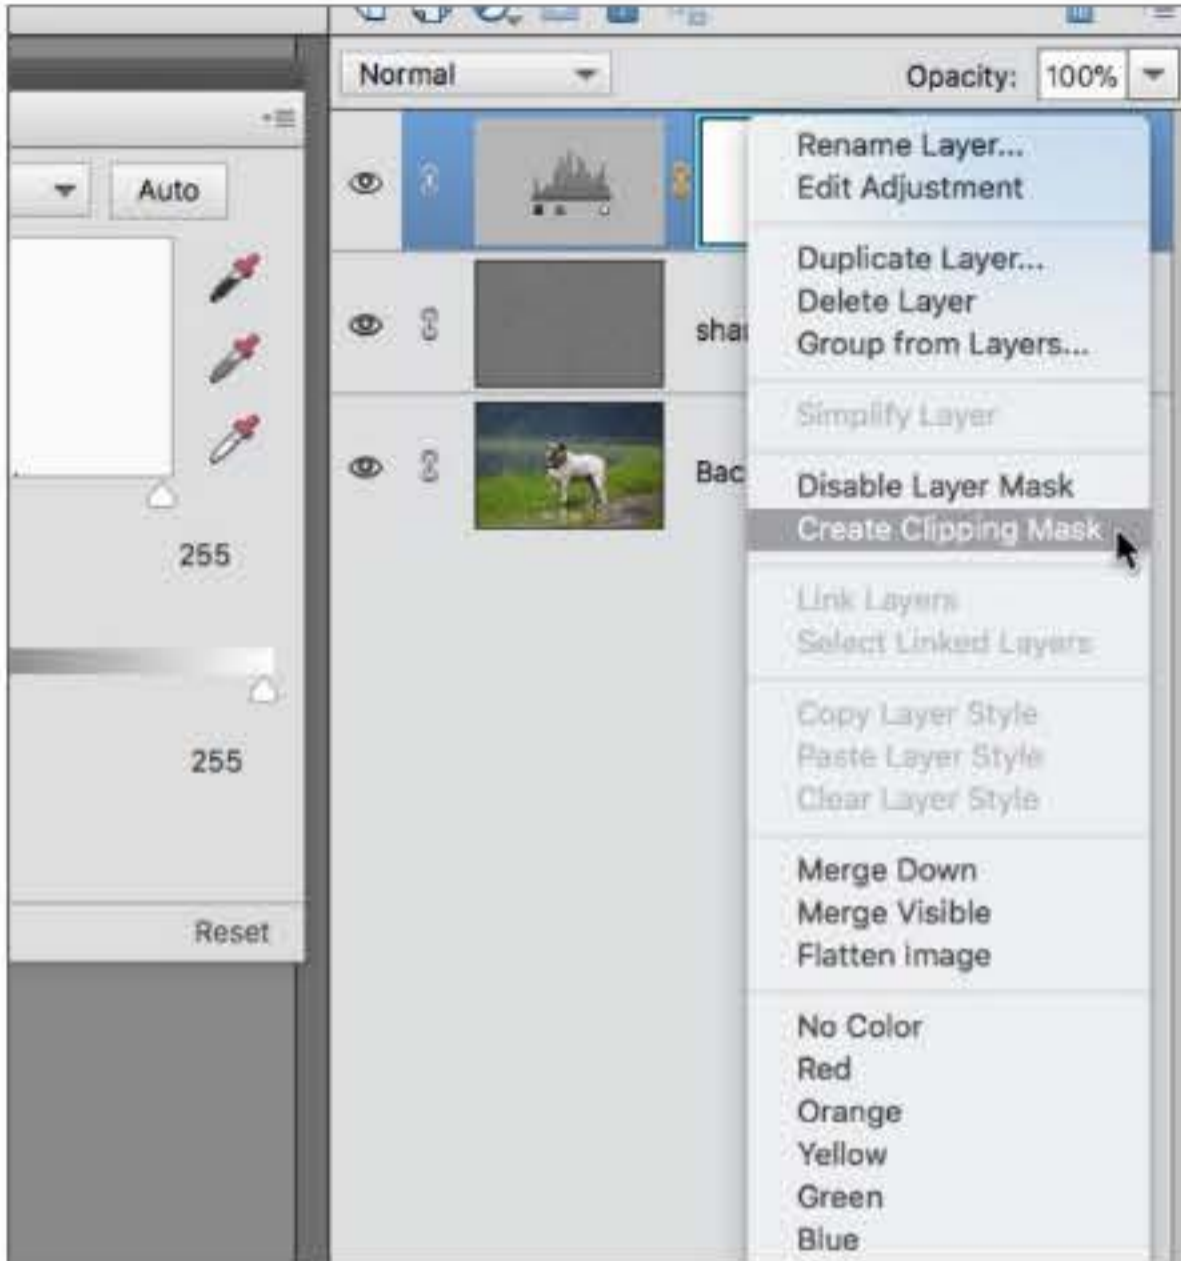 Normal
Opacity: 100%
Auto
255
255
Reset
sha
Bac
Rename Layer...
Edit Adjustment
Duplicate Layer...
Delete Layer
Group from Layers...
Simplify Layer
Disable Layer Mask
Create Clipping Mask
Link Layers
Select Linked Layers
Copy Layer Style
Paste Layer Style
Clear Layer Style
Merge Down
Merge Visible
Flatten Image
No Color
Red
Orange
Yellow
Green
Blue